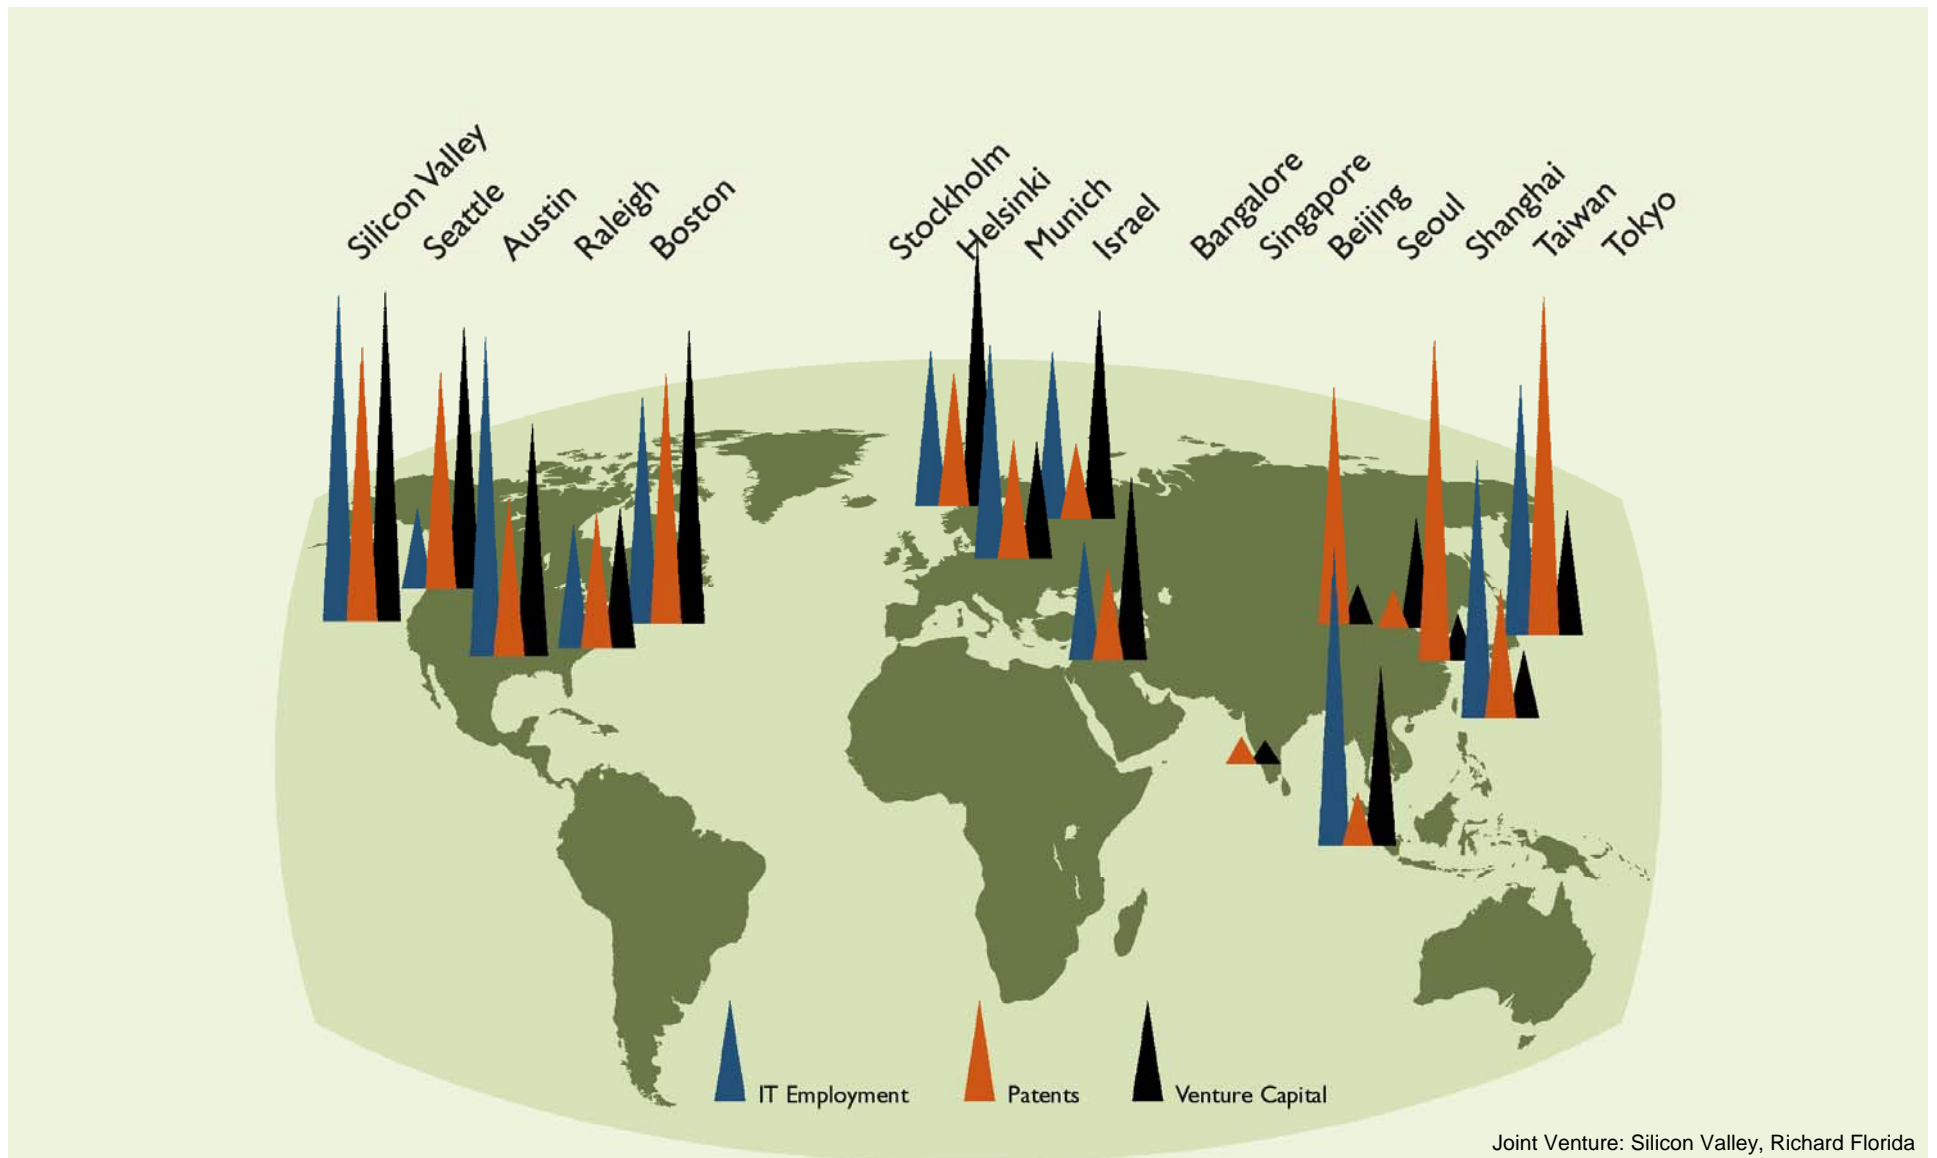 Silicon Valley
Seattle
Austin
Raleigh
Boston
Stockholm
Helsinki
Munich
Israel
Bangalore
Singapore
Beijing
Seoul
Shanghai
Taiwan
Tokyo
IT Employment
Patents
Venture Capital
Joint Venture: Silicon Valley, Richard Florida